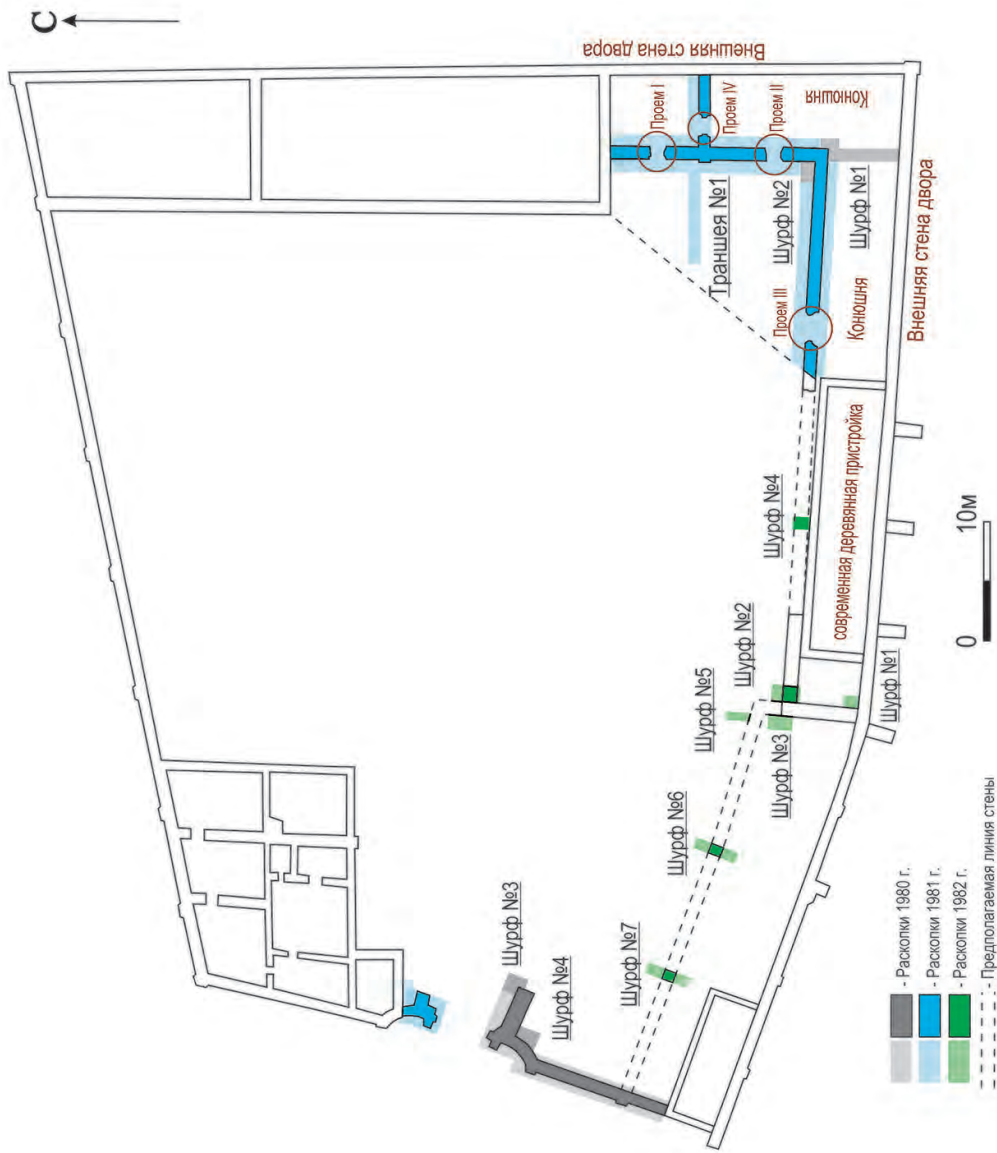 С
Внешняя стена двора
Проем I
Проем IV
Проем II
Конюшня
Траншея №1
Шурф №2
Шурф №1
Проем III
Конюшня
Внешняя стена двора
современная деревянная пристройка
Шурф №4
Шурф №2
Шурф №5
Шурф №3
Шурф №1
Шурф №6
Шурф №7
Шурф №3
Шурф №4
0 10м
- Раскопки 1980 г.
- Раскопки 1981 г.
- Раскопки 1982 г.
- Предполагаемая линия стены